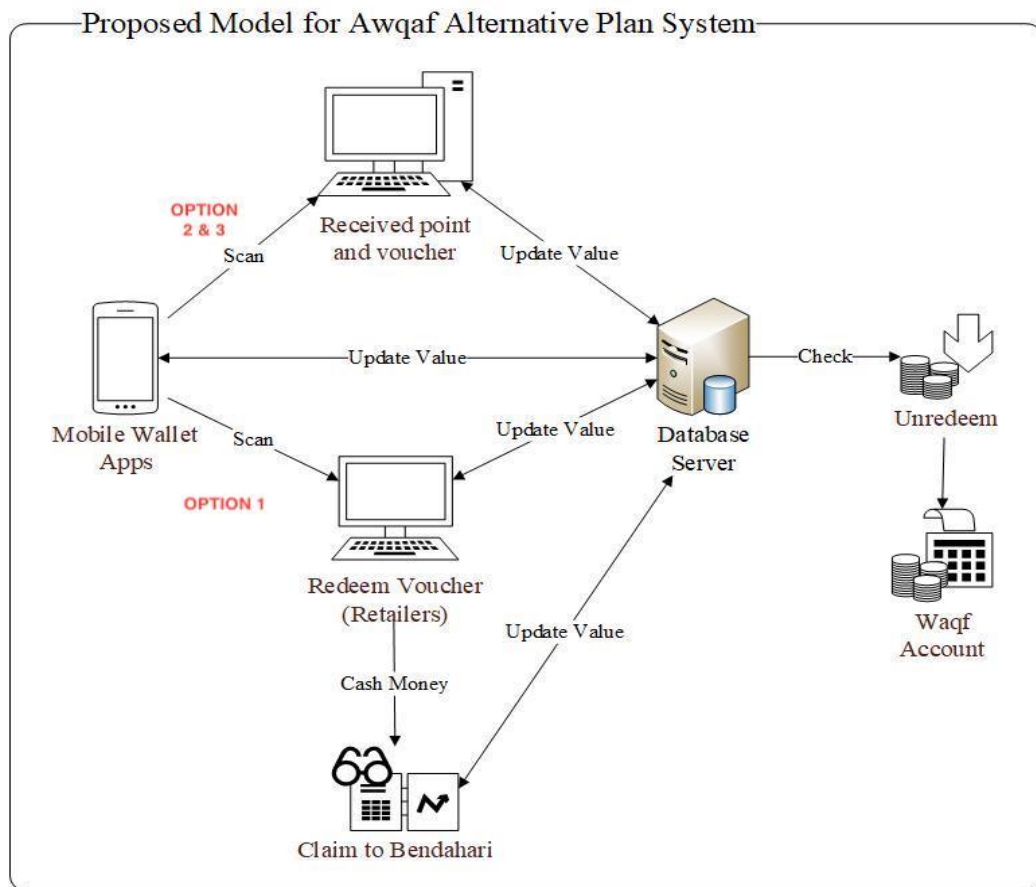 Proposed Model for Awqaf Alternative Plan System
OPTION
2 & 3
Scan
Received point
and voucher
Update Value
Update Value
Check
Mobile Wallet
Apps
Scan
Update Value
Database
Server
Unredeem
OPTION 1
Redeem Voucher
(Retailers)
Update Value
Waqf
Account
Cash Money
Claim to Bendahari